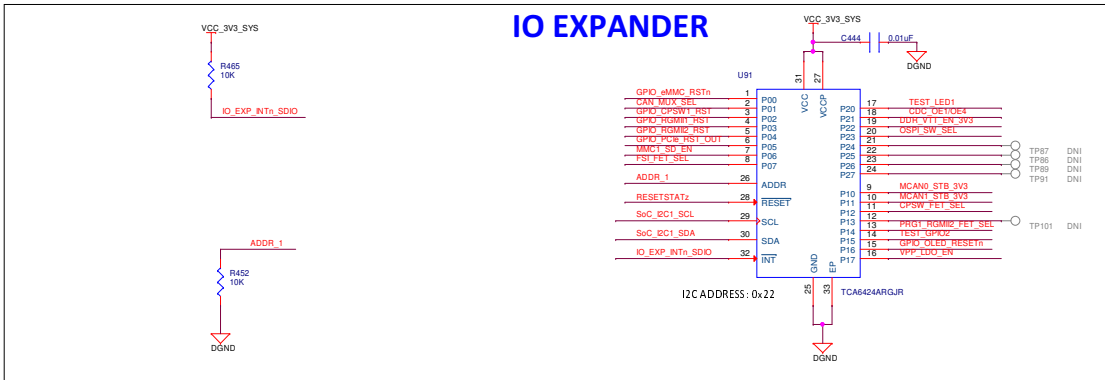 IO EXPANDER
VCC_3V3_SYS
R465
10K
IO_EXP_INTn_SDIO
ADDR_1
R452
10K
DGND
VCC_3V3_SYS
C444 0.01uF
DGND
U91
31 27
VCC VCCP
GPIO_eMMC_RSTn 1 P00
CAN_MUX_SEL 2 P01
GPIO_CPSW1_RST 3 P02
GPIO_RGMII1_RST 4 P03
GPIO_RGMII2_RST 5 P04
GPIO_PCIe_RST_OUT 6 P05
MMC1_SD_EN 7 P06
FSI_FET_SEL 8 P07
ADDR_1 26 ADDR
RESETSTATz 28 RESET
SoC_I2C1_SCL 29 SCL
SoC_I2C1_SDA 30 SDA
IO_EXP_INTn_SDIO 32 INT
P20 17 TEST_LED1
P21 18 CDC_OE1/OE4
P22 19 DDR_VTT_EN_3V3
P23 20 OSPI_SW_SEL
P24 21 TP87 DNI
P25 22 TP86 DNI
P26 23 TP89 DNI
P27 24 TP91 DNI
P10 9 MCAN0_STB_3V3
P11 10 MCAN1_STB_3V3
P12 11 CPSW_FET_SEL
P13 12 TP101 DNI
P14 13 PRG1_RGMII2_FET_SEL
P15 14 TEST_GPIO2
P16 15 GPIO_OLED_RESETn
P17 16 VPP_LDO_EN
GND EP
25 33
I2C ADDRESS: 0x22
TCA6424ARGJR
DGND